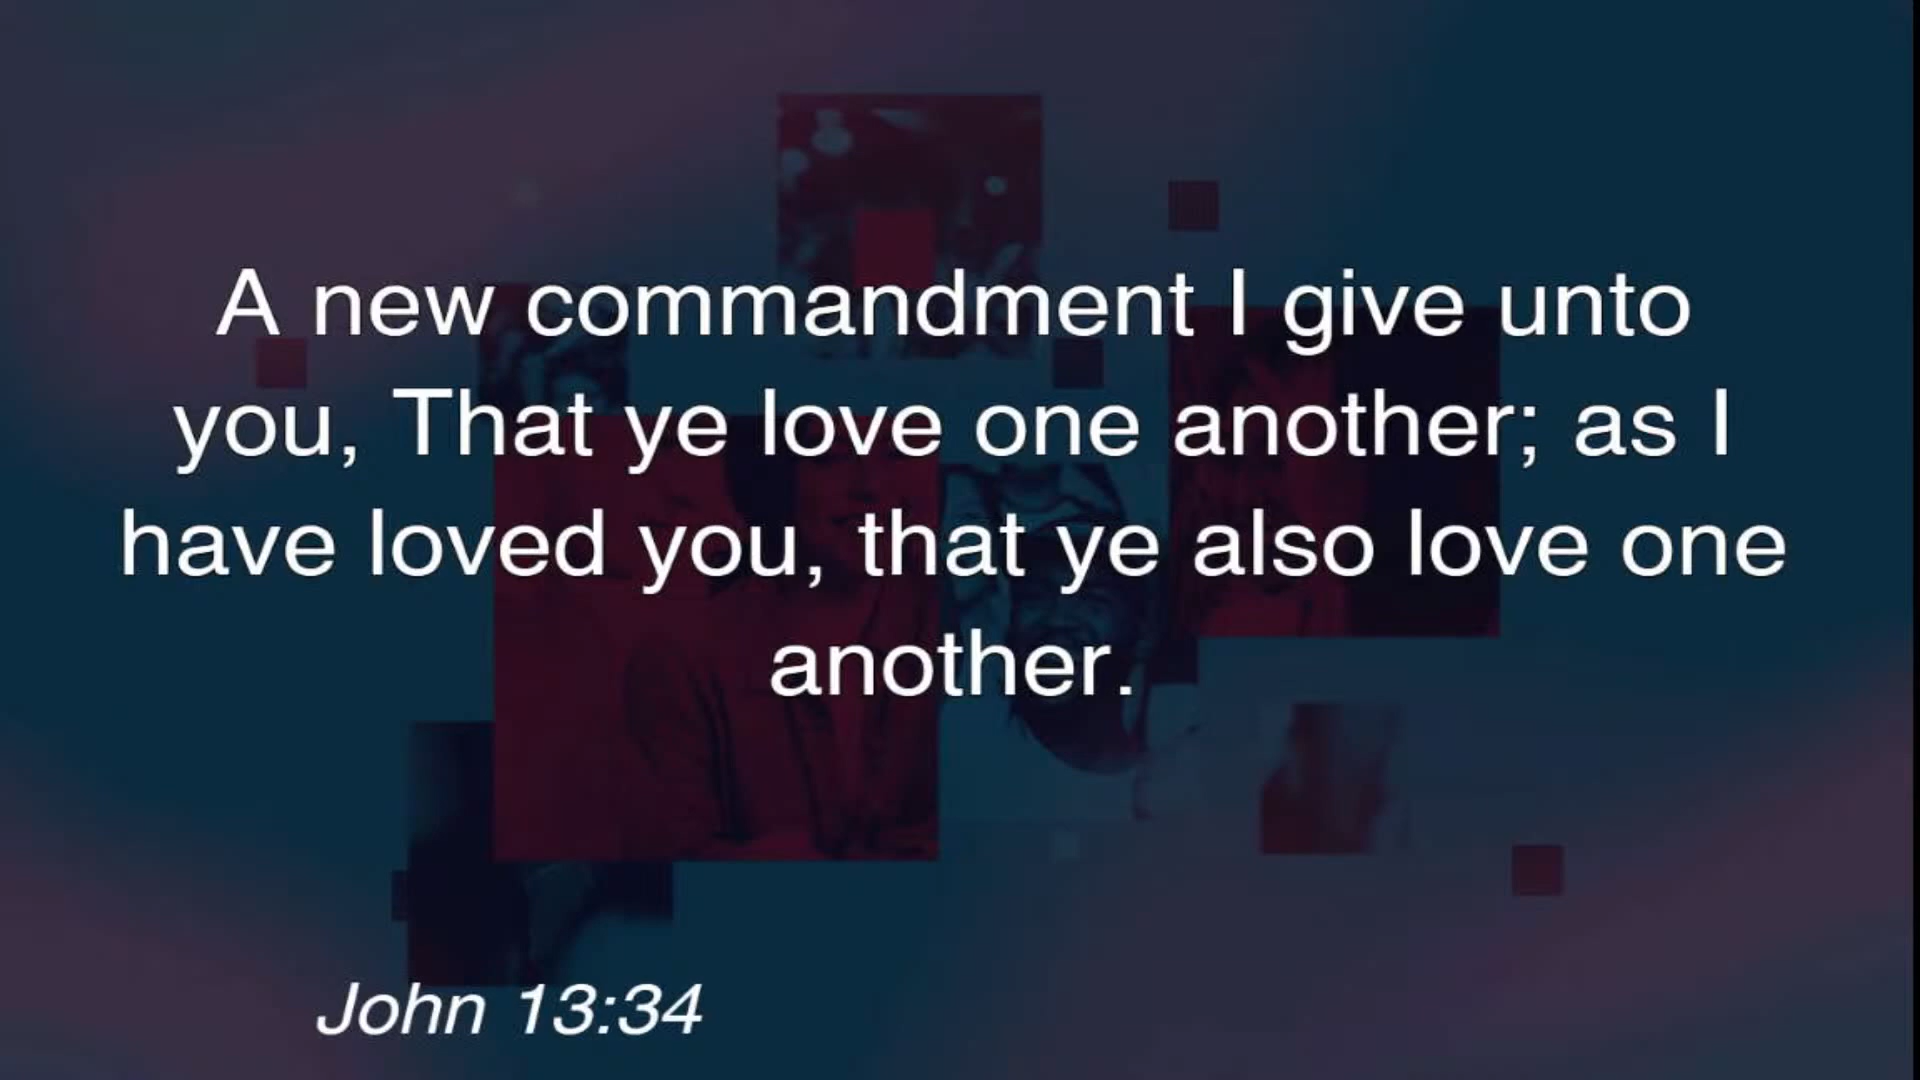 A new commandment I give unto
you, That ye love one another; as I
have loved you, that ye also love one
another.
John 13:34